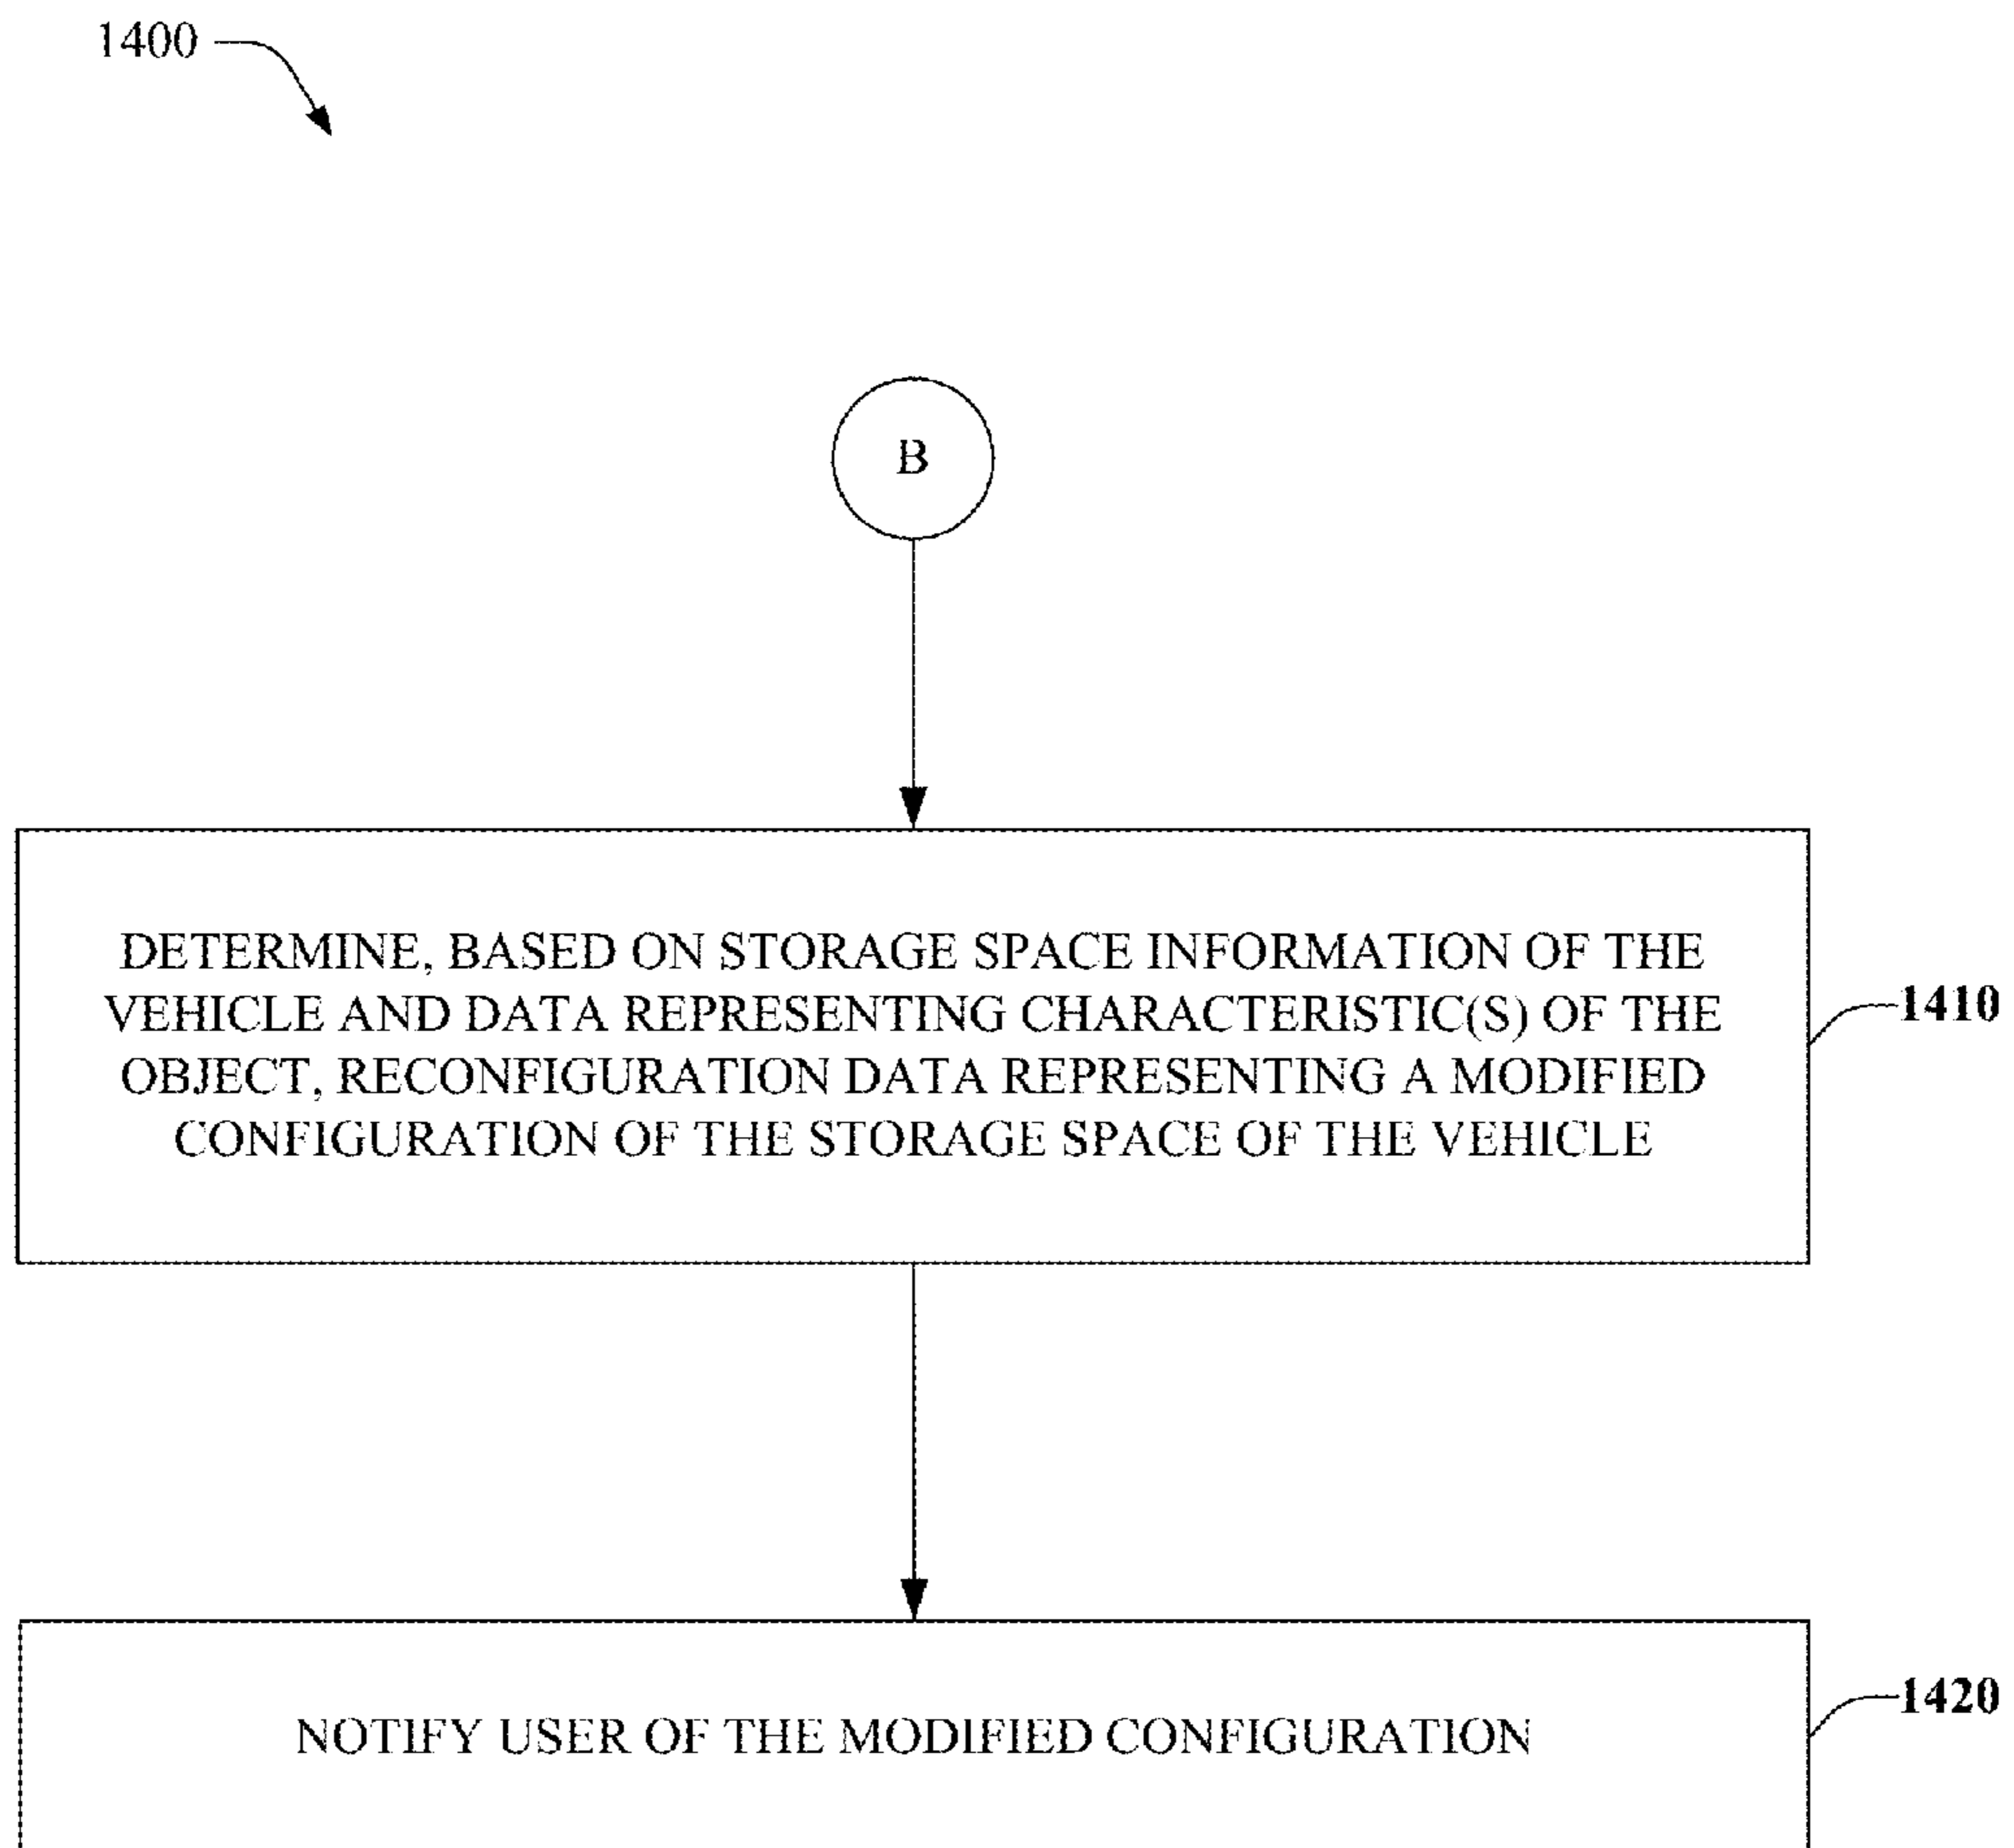 1400
B
DETERMINE, BASED ON STORAGE SPACE INFORMATION OF THE
VEHICLE AND DATA REPRESENTING CHARACTERISTIC(S) OF THE
OBJECT, RECONFIGURATION DATA REPRESENTING A MODIFIED
CONFIGURATION OF THE STORAGE SPACE OF THE VEHICLE
1410
NOTIFY USER OF THE MODIFIED CONFIGURATION
1420